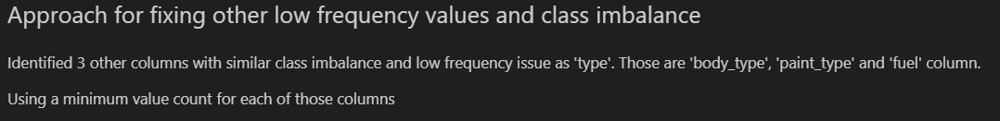 Approach for fixing other low frequency values and class imbalance
Identified 3 other columns with similar class imbalance and low frequency issue as 'type'. Those are 'body_type', 'paint_type' and 'fuel' column.
Using a minimum value count for each of those columns